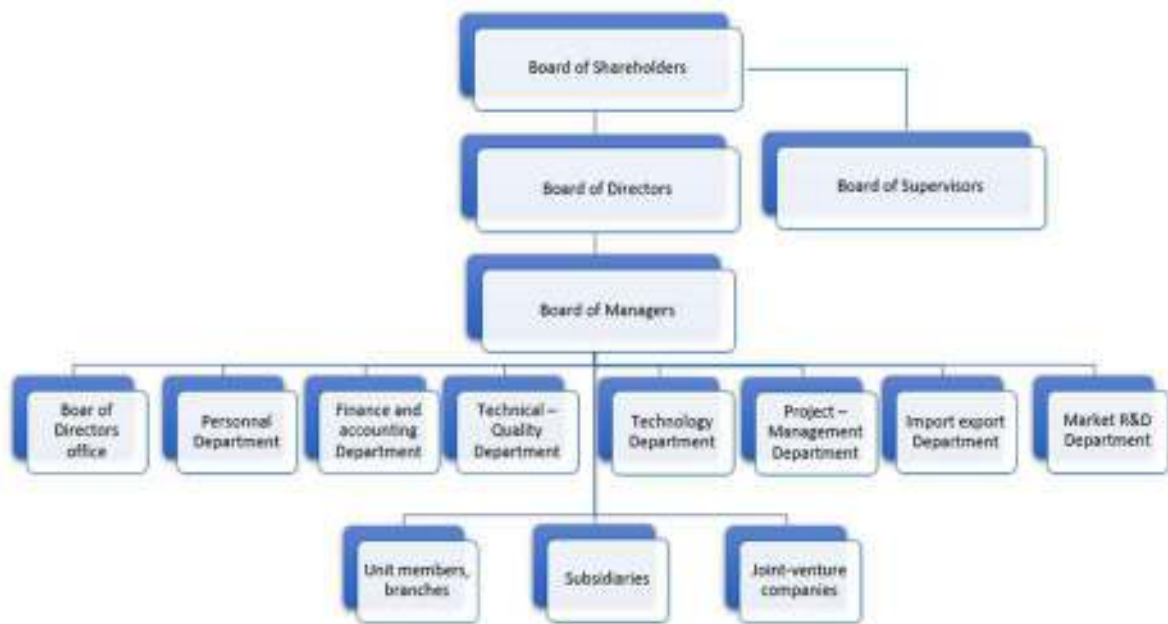 Board of Shareholders
Board of Directors
Board of Supervisors
Board of Managers
Boar of
Directors
office
Personnal
Department
Finance and
accounting
Department
Technical –
Quality
Department
Technology
Department
Project –
Management
Department
Import export
Department
Market R&D
Department
Unit members,
branches
Subsidiaries
Joint-venture
companies